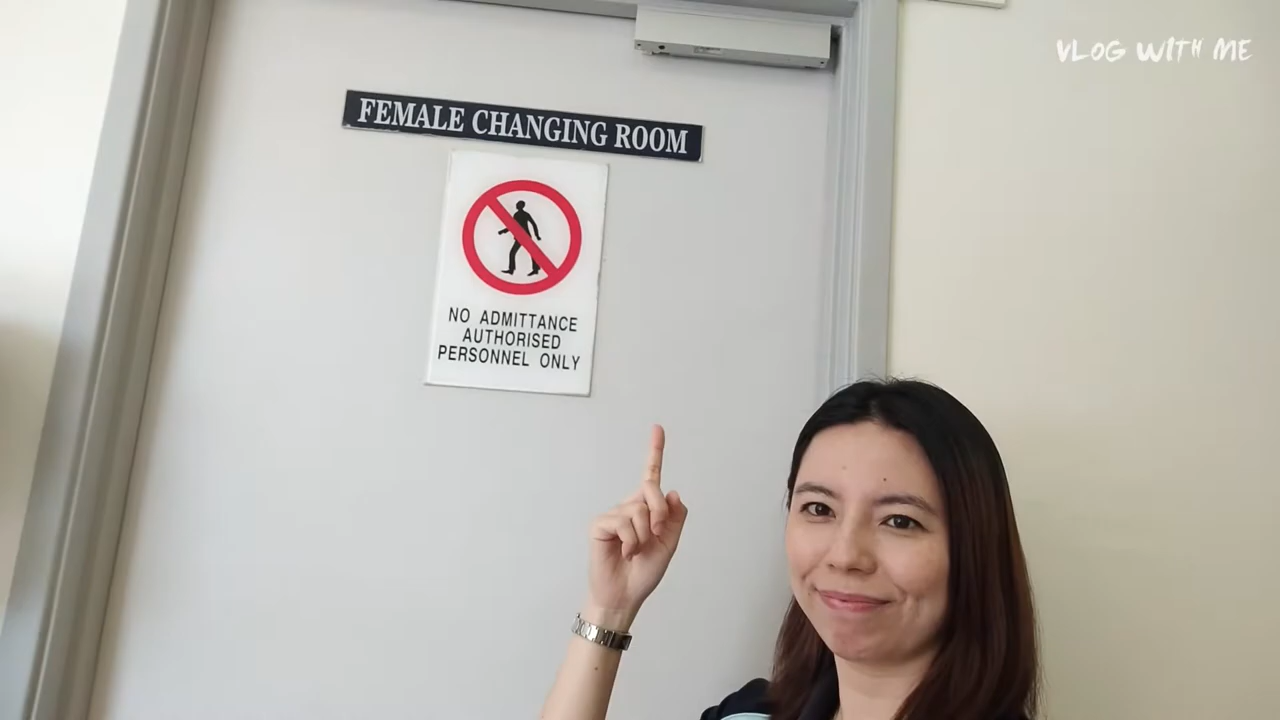 VLOG WITH ME
FEMALE CHANGING ROOM
NO ADMITTANCE
AUTHORISED
PERSONNEL ONLY